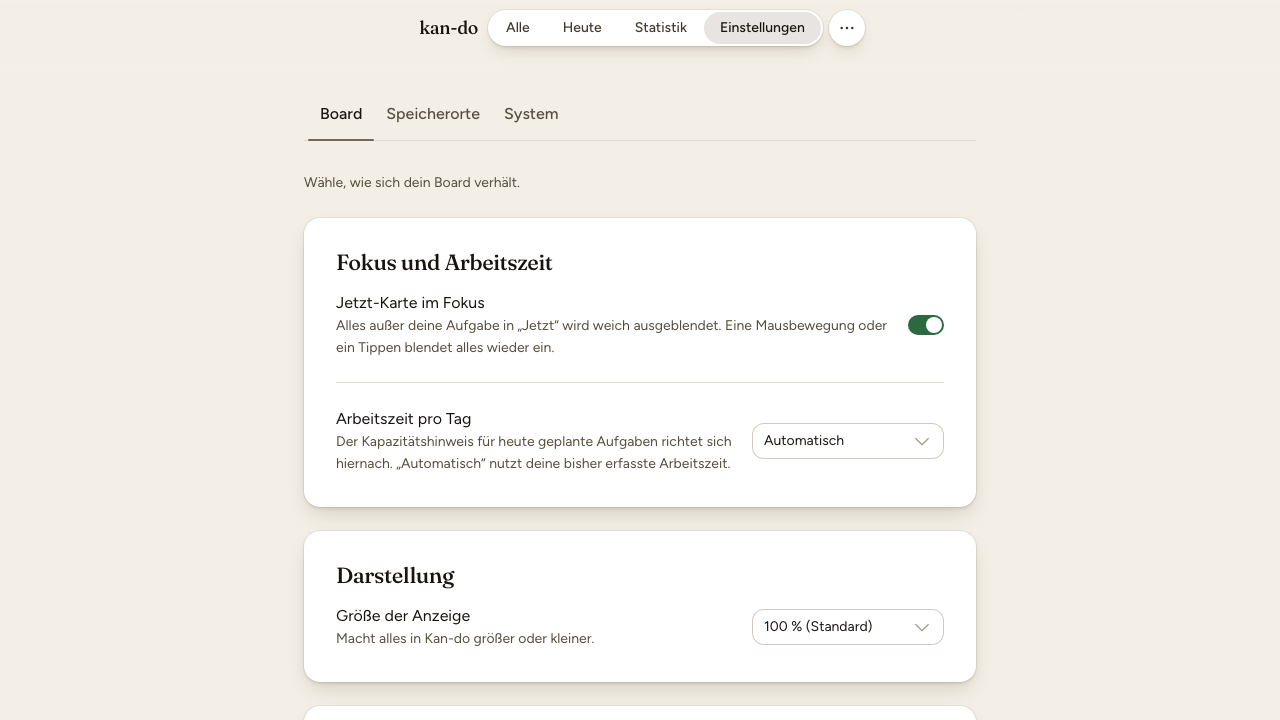 kan-do
Alle
Heute
Statistik
Einstellungen
Board
Speicherorte
System
Wähle, wie sich dein Board verhält.
Fokus und Arbeitszeit
Jetzt-Karte im Fokus
Alles außer deine Aufgabe in „Jetzt“ wird weich ausgeblendet. Eine Mausbewegung oder
ein Tippen blendet alles wieder ein.
Arbeitszeit pro Tag
Der Kapazitätshinweis für heute geplante Aufgaben richtet sich
hiernach. „Automatisch“ nutzt deine bisher erfasste Arbeitszeit.
Automatisch
Darstellung
Größe der Anzeige
Macht alles in Kan-do größer oder kleiner.
100 % (Standard)